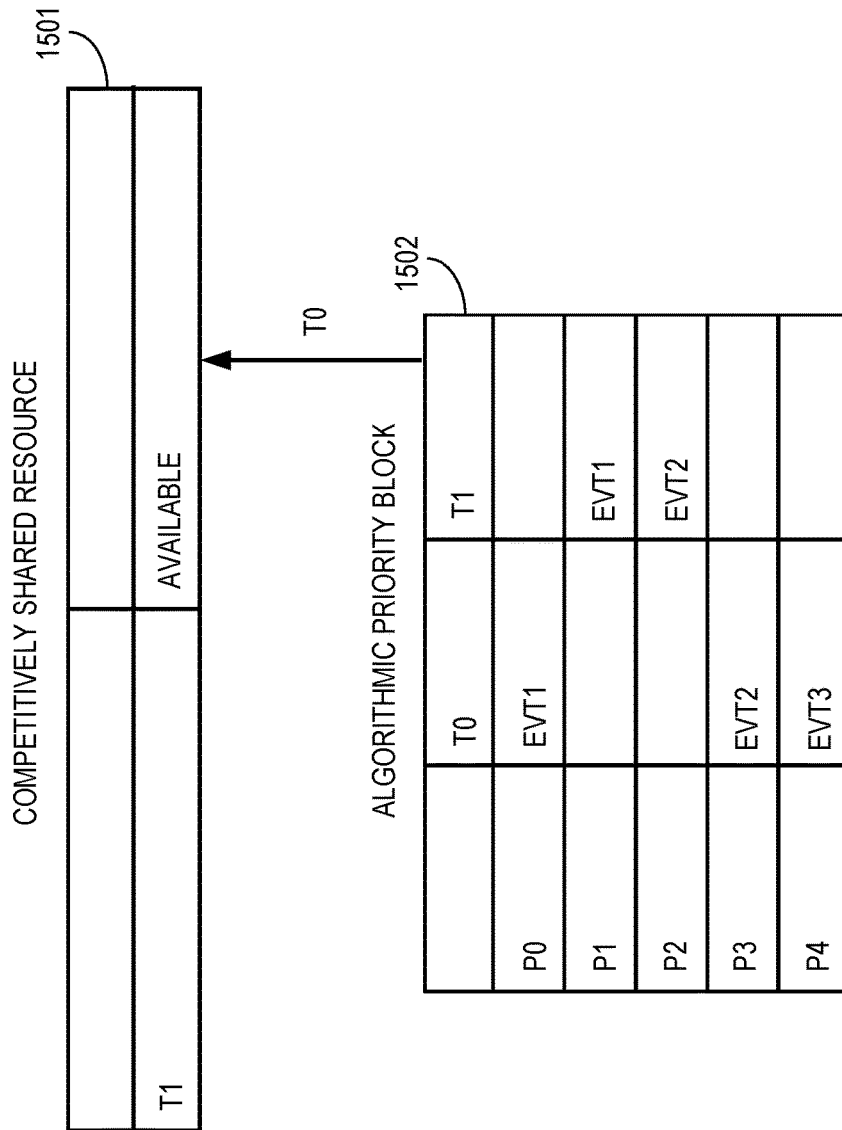 COMPETITIVELY SHARED RESOURCE
1501
T1 AVAILABLE
T0
ALGORITHMIC PRIORITY BLOCK
1502
T0 T1
P0 EVT1
P1 EVT1
P2 EVT2
P3 EVT2
P4 EVT3